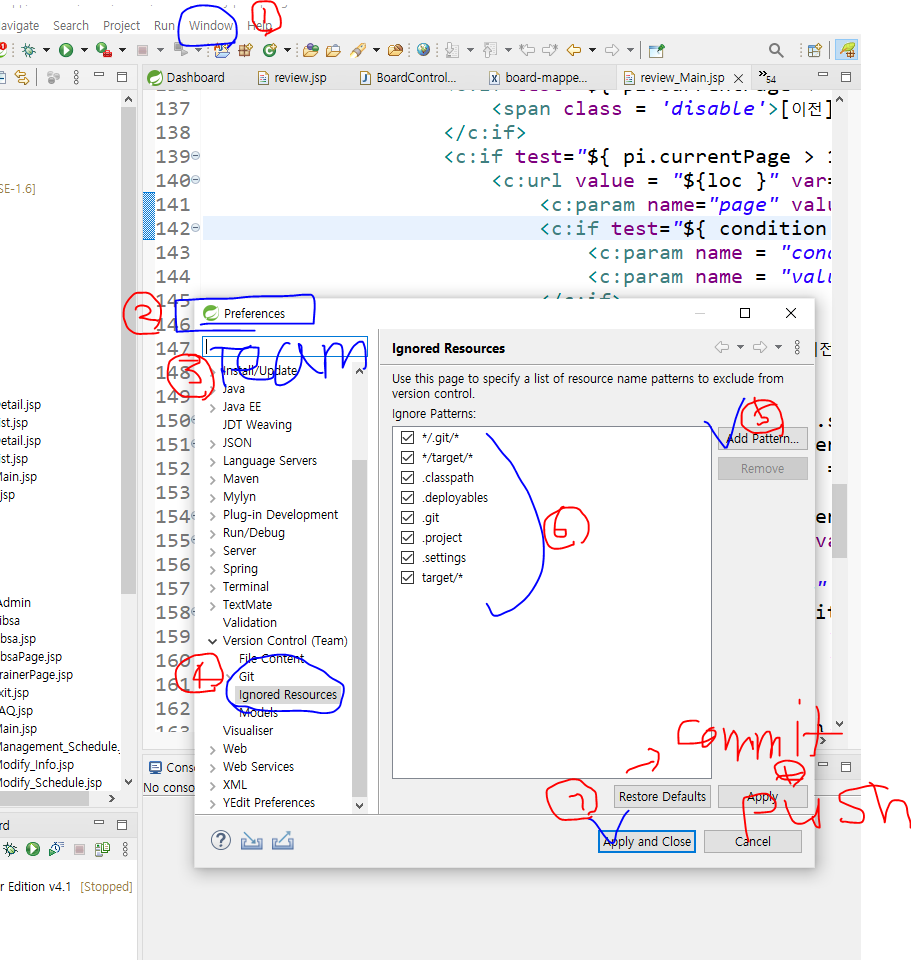 avigate Search Project Run Window Help
①
Dashboard review.jsp BoardControl... board-mappe... review_Main.jsp 54
137 <span class = 'disable'>[이전]
138 </c:if>
139 <c:if test="${ pi.currentPage >
140 <c:url value = "${loc }" var=
141 <c:param name="page" valu
142 <c:if test="${ condition
143 <c:param name = "con
144 <c:param name = "val
145 </c:if>
146
147
148
149
150
151
152
153
154
155
156
157
158
159
160
161
162
163
SE-1.6]
etail.jsp
st.jsp
etail.jsp
st.jsp
Main.jsp
.jsp
Admin
ibsa
bsa.jsp
bsaPage.jsp
rainerPage.jsp
xit.jsp
AQ.jsp
Main.jsp
Management_Schedule.
Modify_Info.jsp
Modify_Schedule.jsp
rd
r Edition v4.1 [Stopped]
② Preferences
③ Team
Install/Update
Java
Java EE
JDT Weaving
JSON
Language Servers
Maven
Mylyn
Plug-in Development
Run/Debug
Server
Spring
Terminal
TextMate
Validation
Version Control (Team)
File Content
④ Git
Ignored Resources
Models
Visualiser
Web
Web Services
XML
YEdit Preferences
Ignored Resources
Use this page to specify a list of resource name patterns to exclude from
version control.
Ignore Patterns:
*/.git/*
*/target/*
.classpath
.deployables
.git
.project
.settings
target/*
⑤
Add Pattern...
Remove
⑥
commit
+
push
⑦
Restore Defaults Apply
Apply and Close Cancel
Conso
No conso